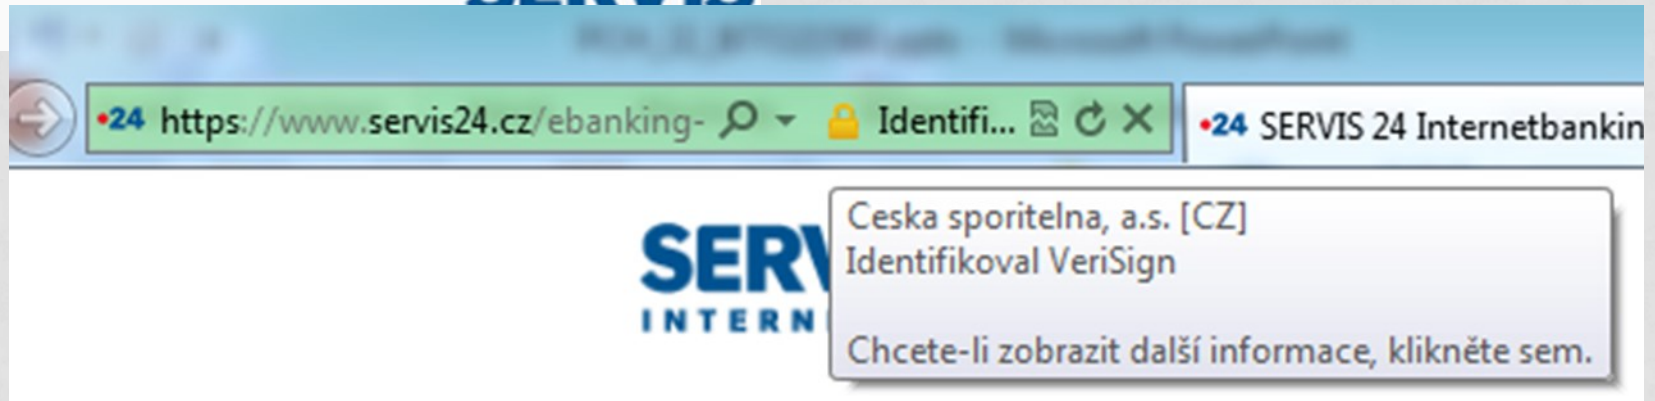 SERVIS
•24 https://www.servis24.cz/ebanking- Identifi... •24 SERVIS 24 Internetbankin
Ceska sporitelna, a.s. [CZ]
Identifikoval VeriSign
Chcete-li zobrazit další informace, klikněte sem.
SERV
INTERN